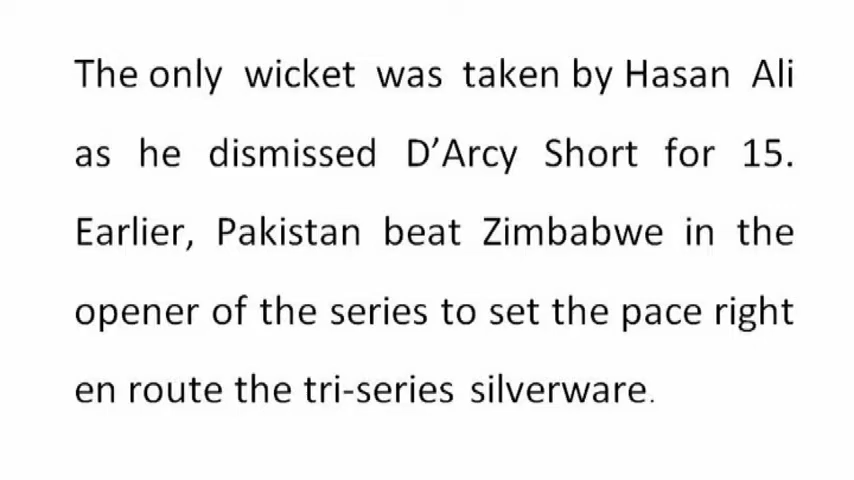 The only wicket was taken by Hasan Ali
as he dismissed D’Arcy Short for 15.
Earlier, Pakistan beat Zimbabwe in the
opener of the series to set the pace right
en route the tri-series silverware.